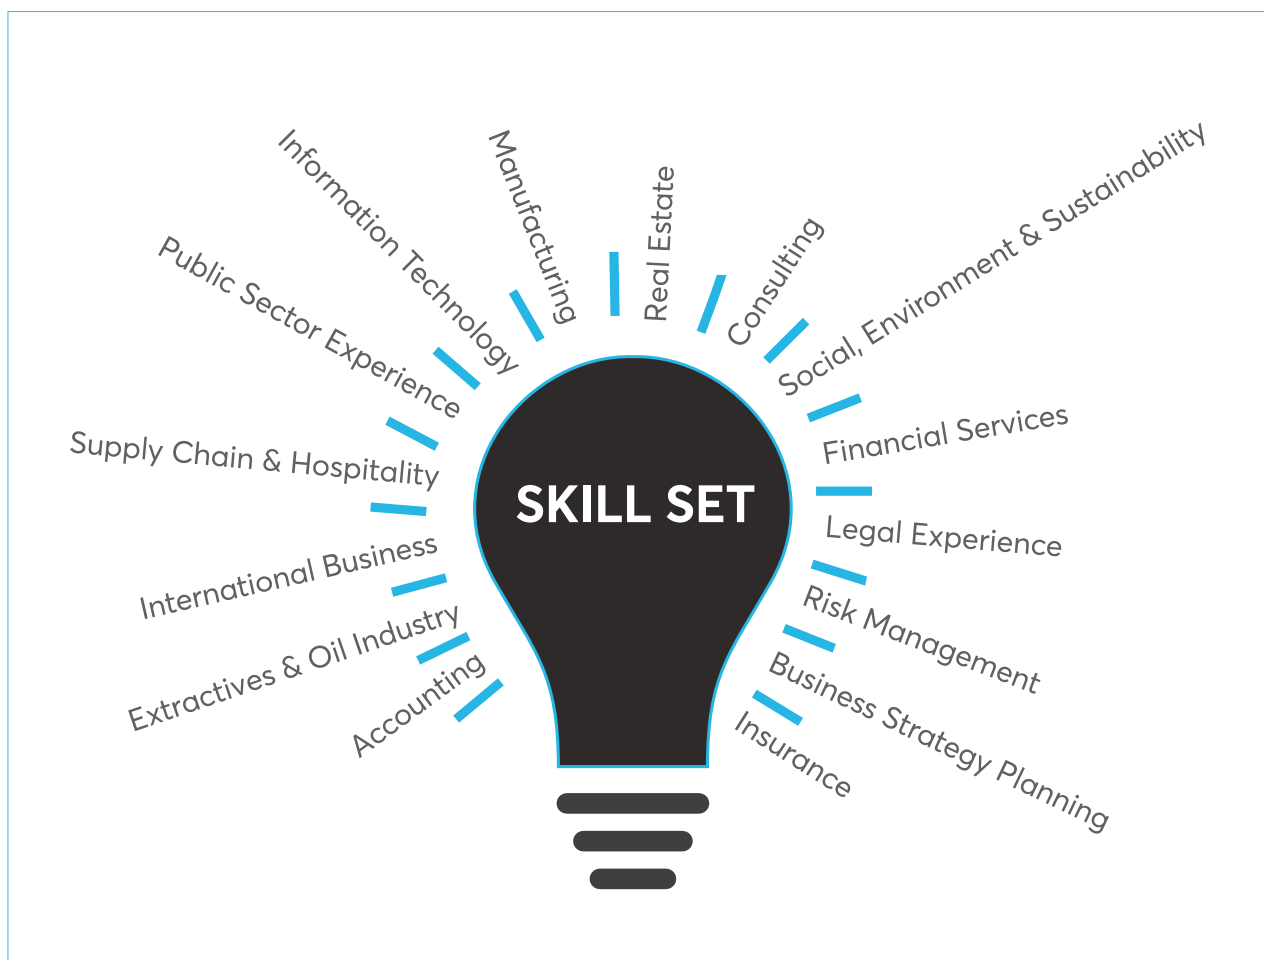 Accounting
Extractives & Oil Industry
International Business
Supply Chain & Hospitality
Public Sector Experience
Information Technology
Manufacturing
Real Estate
Consulting
Social, Environment & Sustainability
Financial Services
Legal Experience
Risk Management
Business Strategy Planning
Insurance
SKILL SET